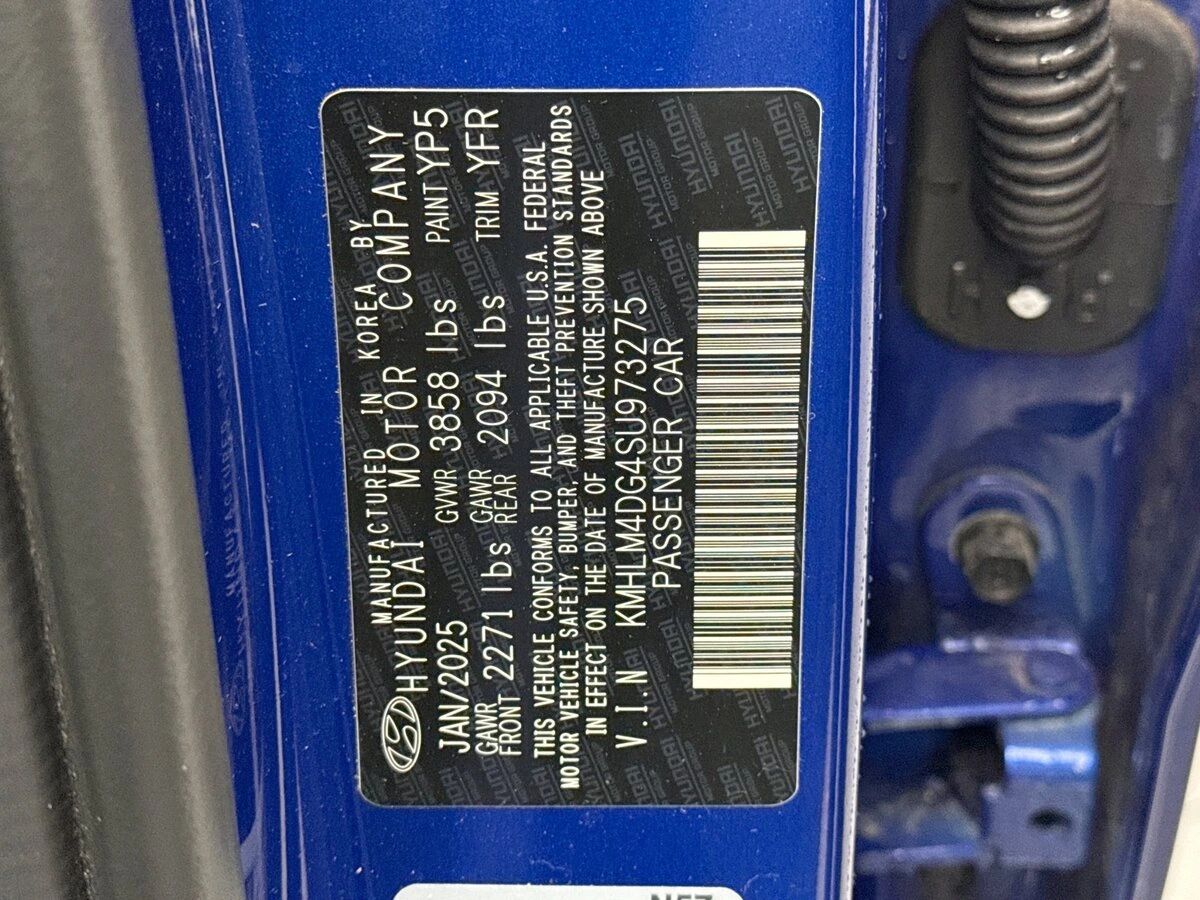 MANUFACTURED IN KOREA BY
HYUNDAI MOTOR COMPANY
JAN/2025 GVWR 3858 lbs PAINT YP5
GAWR FRONT 2271 lbs GAWR REAR 2094 lbs TRIM YFR
THIS VEHICLE CONFORMS TO ALL APPLICABLE U.S.A. FEDERAL
MOTOR VEHICLE SAFETY, BUMPER, AND THEFT PREVENTION STANDARDS
IN EFFECT ON THE DATE OF MANUFACTURE SHOWN ABOVE
V.I.N KMHLM4DG4SU973275
PASSENGER CAR